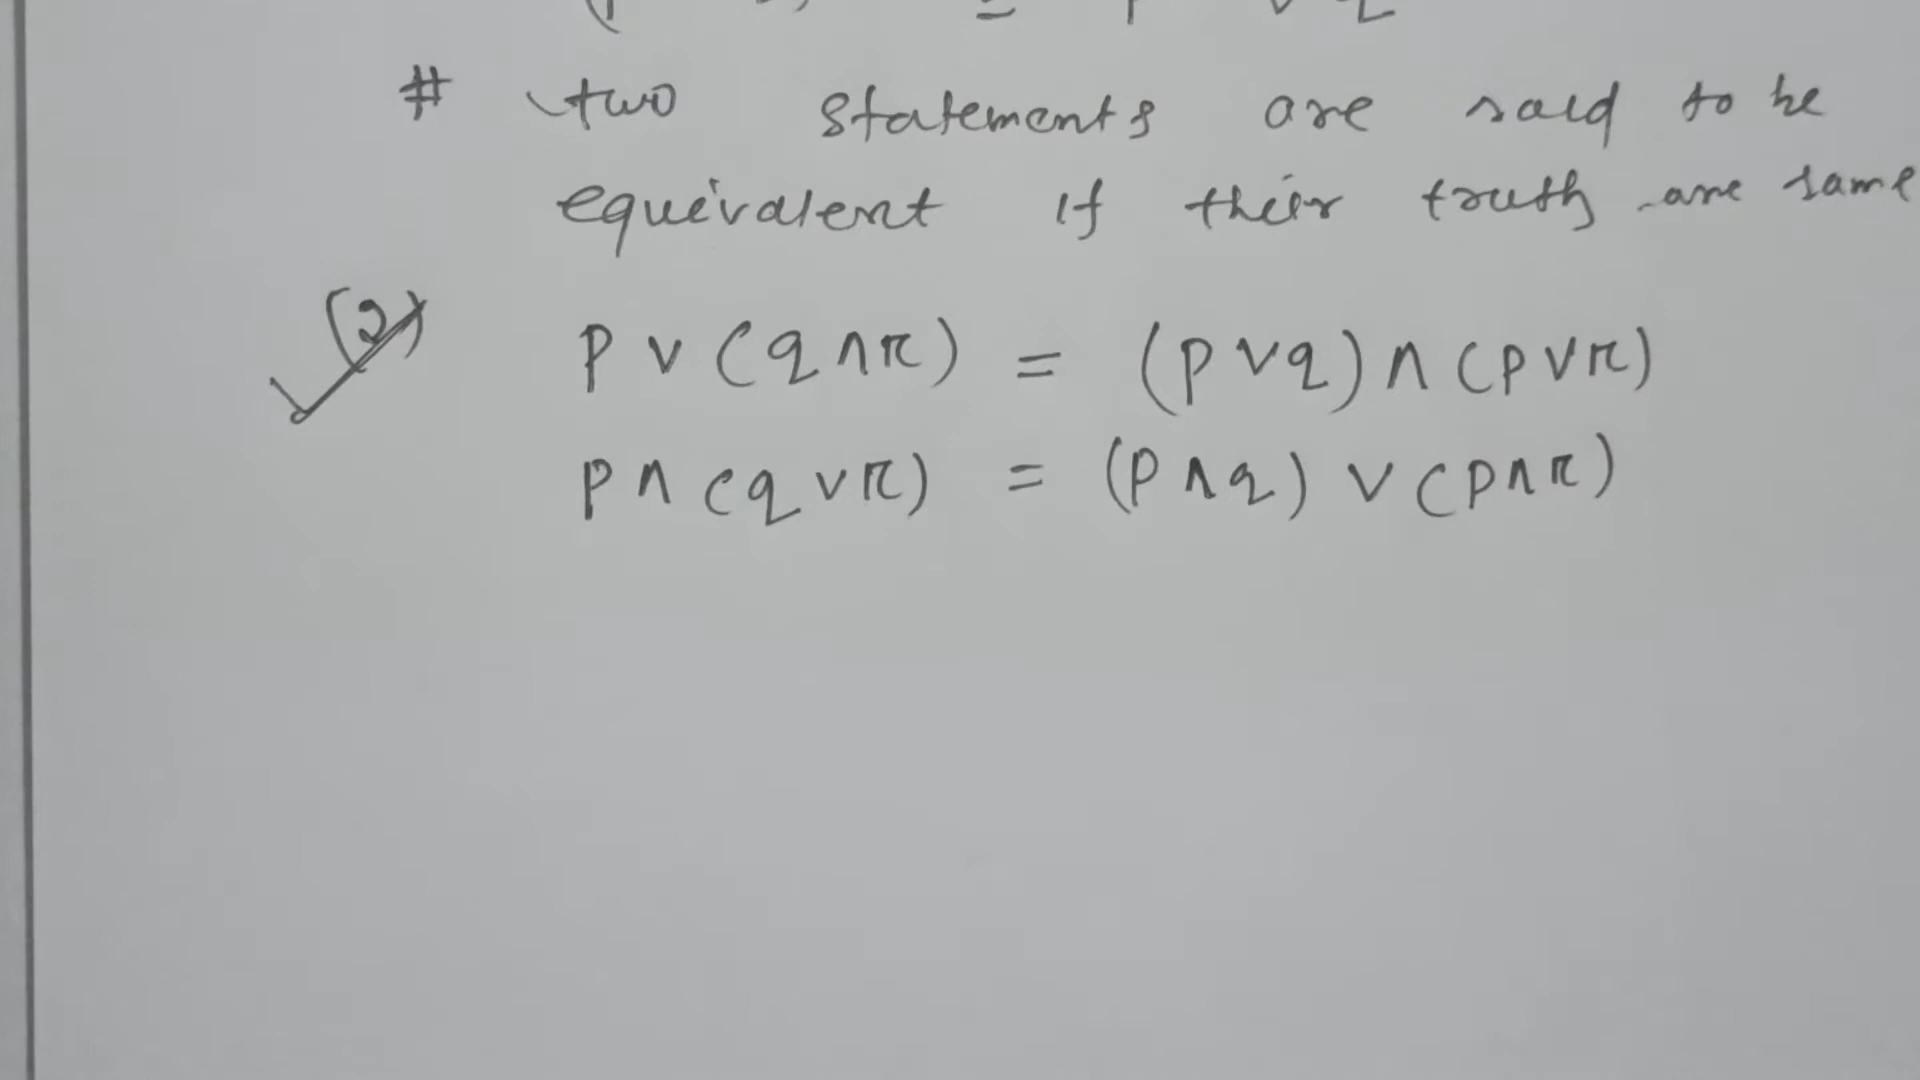 # two statements are said to be
equivalent if their truth are same
(2) p ∨ (q ∧ r) = (p ∨ q) ∧ (p ∨ r)
p ∧ (q ∨ r) = (p ∧ q) ∨ (p ∧ r)